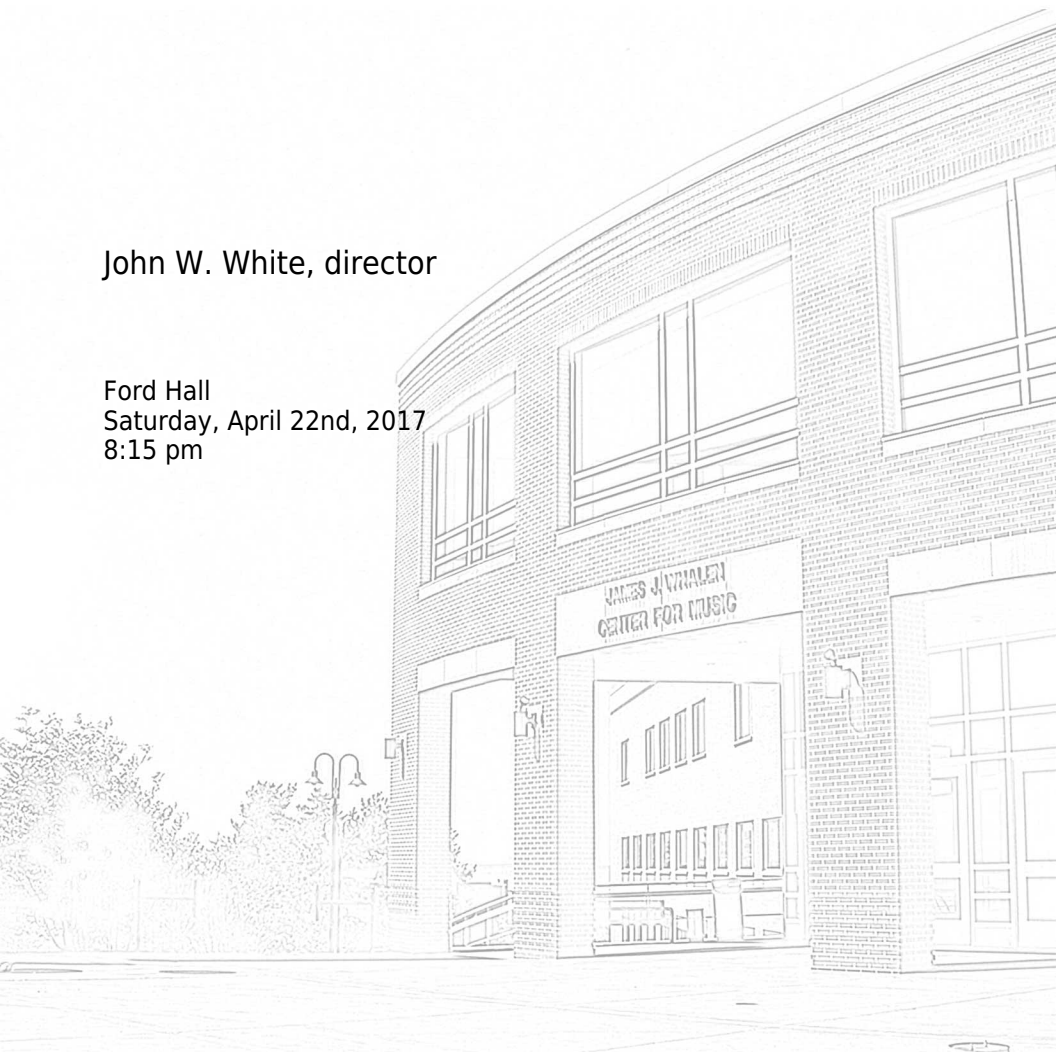 John W. White, director
Ford Hall
Saturday, April 22nd, 2017
8:15 pm
JAMES J. WHALEN
CENTER FOR MUSIC